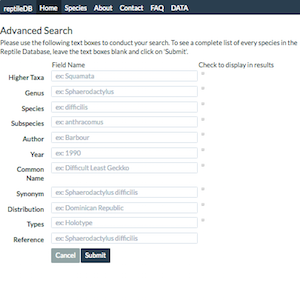 reptileDB Home Species About Contact FAQ DATA
Advanced Search
Please use the following text boxes to conduct your search. To see a complete list of every species in the
Reptile Database, leave the text boxes blank and click on 'Submit'.
Field Name Check to display in results
Higher Taxa ex: Squamata
Genus ex: Sphaerodactylus
Species ex: difficilis
Subspecies ex: anthracomus
Author ex: Barbour
Year ex: 1990
Common
Name ex: Difficult Least Geckko
Synonym ex: Sphaerodactylus difficilis
Distribution ex: Dominican Republic
Types ex: Holotype
Reference ex: Sphaerodactylus difficilis
Cancel Submit